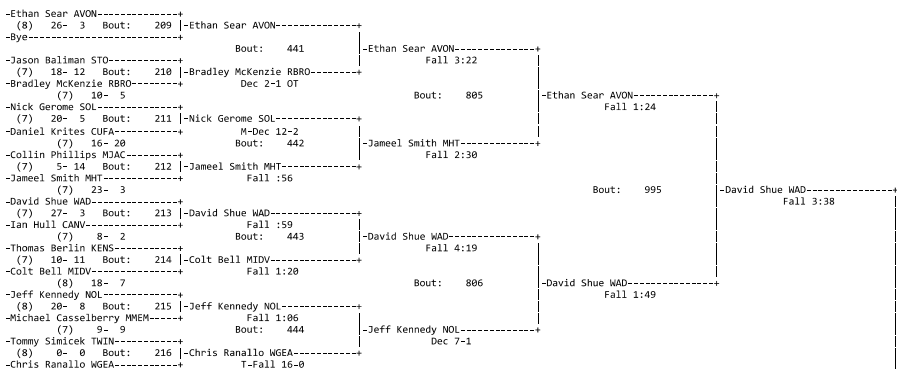 -Ethan Sear AVON--------------+
(8) 26- 3 Bout: 209 |-Ethan Sear AVON--------------+
-Bye--------------------------+
Bout: 441 |-Ethan Sear AVON--------------+
-Jason Baliman STO------------+ Fall 3:22
(7) 18- 12 Bout: 210 |-Bradley McKenzie RBRO--------+
-Bradley McKenzie RBRO--------+ Dec 2-1 OT
(7) 10- 5 Bout: 805 |-Ethan Sear AVON--------------+
-Nick Gerome SOL--------------+ Fall 1:24
(7) 20- 5 Bout: 211 |-Nick Gerome SOL--------------+
-Daniel Krites CUFA-----------+ M-Dec 12-2
(7) 16- 20 Bout: 442 |-Jameel Smith MHT-------------+
-Collin Phillips MJAC---------+ Fall 2:30
(7) 5- 14 Bout: 212 |-Jameel Smith MHT-------------+
-Jameel Smith MHT-------------+ Fall :56
(7) 23- 3 Bout: 995 |-David Shue WAD---------------+
-David Shue WAD---------------+ Fall 3:38
(7) 27- 3 Bout: 213 |-David Shue WAD---------------+
-Ian Hull CANV----------------+ Fall :59
(7) 8- 2 Bout: 443 |-David Shue WAD---------------+
-Thomas Berlin KENS-----------+ Fall 4:19
(7) 10- 11 Bout: 214 |-Colt Bell MIDV---------------+
-Colt Bell MIDV---------------+ Fall 1:20
(8) 18- 7 Bout: 806 |-David Shue WAD---------------+
-Jeff Kennedy NOL-------------+ Fall 1:49
(8) 20- 8 Bout: 215 |-Jeff Kennedy NOL-------------+
-Michael Casselberry MMEM-----+ Fall 1:06
(7) 9- 9 Bout: 444 |-Jeff Kennedy NOL-------------+
-Tommy Simicek TWIN-----------+ Dec 7-1
(8) 0- 0 Bout: 216 |-Chris Ranallo WGEA-----------+
-Chris Ranallo WGEA-----------+ T-Fall 16-0